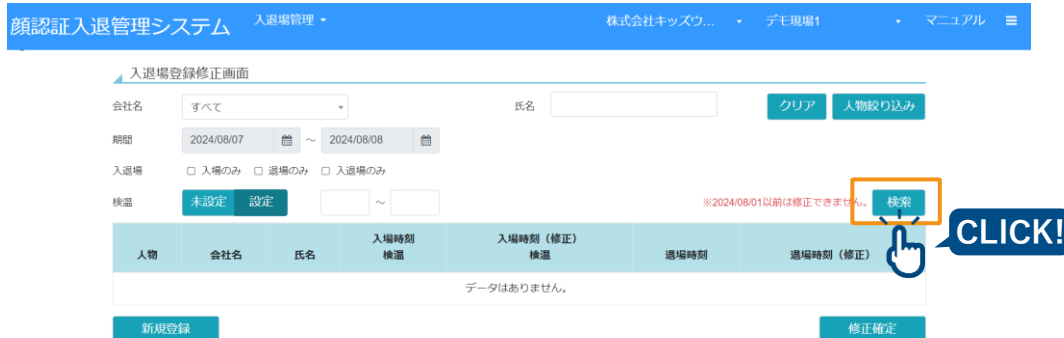 顔認証入退管理システム 入退場管理 株式会社キッズウ... デモ現場1 マニュアル
入退場登録修正画面
会社名 すべて 氏名 クリア 人物絞り込み
期間 2024/08/07 ~ 2024/08/08
入退場 入場のみ 退場のみ 入退場のみ
検温 未設定 設定 ~ ※2024/08/01以前は修正できません。 検索
CLICK!
人物 会社名 氏名 入場時刻 検温 入場時刻（修正） 検温 退場時刻 退場時刻（修正）
データはありません。
新規登録 修正確定